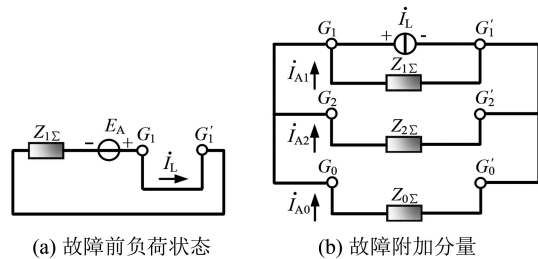 Z1Σ - EA + G1 G1′
İL
(a) 故障前负荷状态
G1 + İL - G1′
İA1 Z1Σ
G2 G2′
İA2 Z2Σ
G0 G0′
İA0 Z0Σ
(b) 故障附加分量